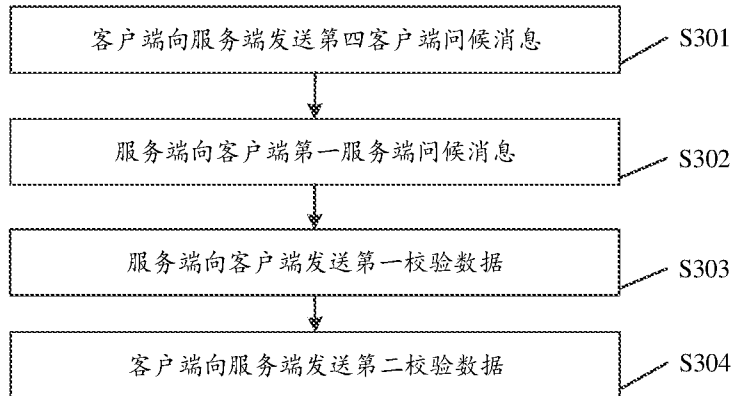 客户端向服务端发送第四客户端问候消息
S301
服务端向客户端第一服务端问候消息
S302
服务端向客户端发送第一校验数据
S303
客户端向服务端发送第二校验数据
S304